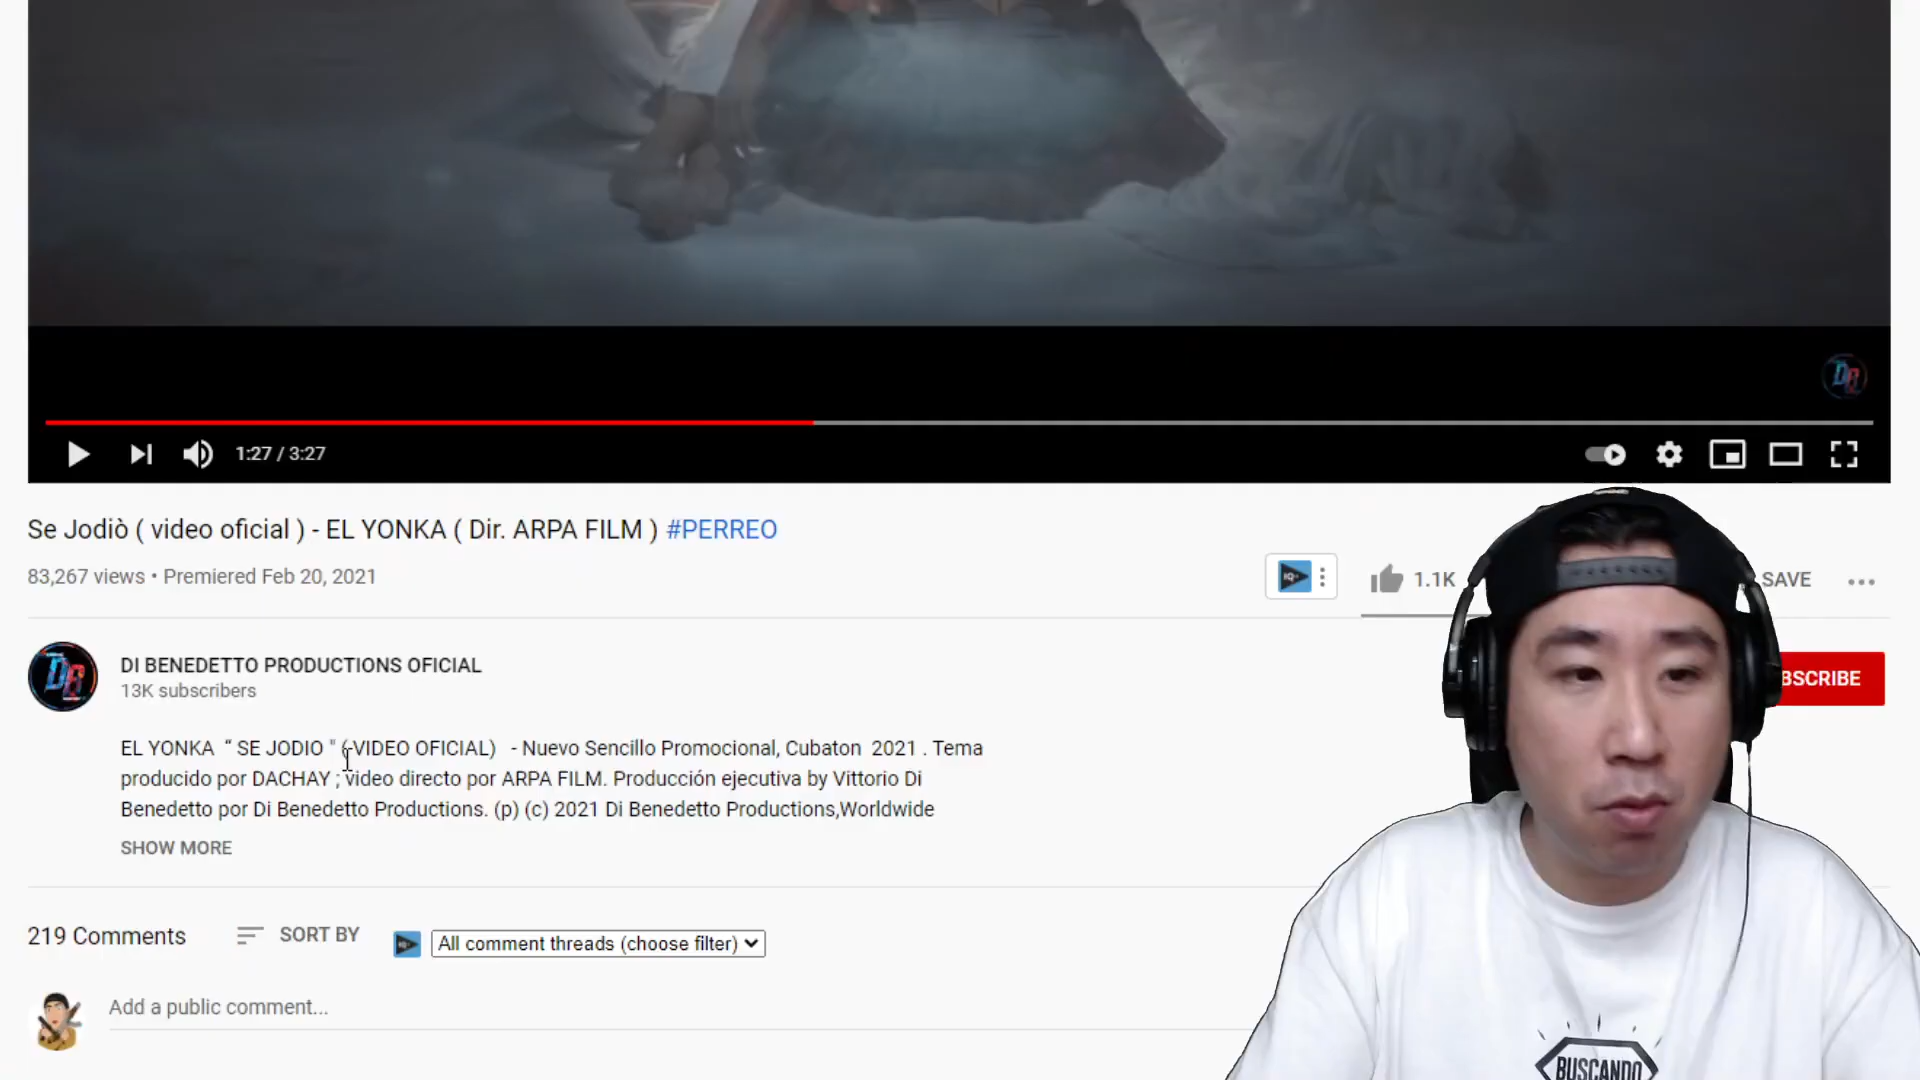 1:27 / 3:27
Se Jodiò ( video oficial ) - EL YONKA ( Dir. ARPA FILM ) #PERREO
83,267 views • Premiered Feb 20, 2021
1.1K
SAVE
DI BENEDETTO PRODUCTIONS OFICIAL
13K subscribers
BSCRIBE
EL YONKA “ SE JODIO " ( VIDEO OFICIAL) - Nuevo Sencillo Promocional, Cubaton 2021 . Tema
producido por DACHAY ; video directo por ARPA FILM. Producción ejecutiva by Vittorio Di
Benedetto por Di Benedetto Productions. (p) (c) 2021 Di Benedetto Productions,Worldwide
SHOW MORE
219 Comments
SORT BY
All comment threads (choose filter)
Add a public comment...
BUSCANDO